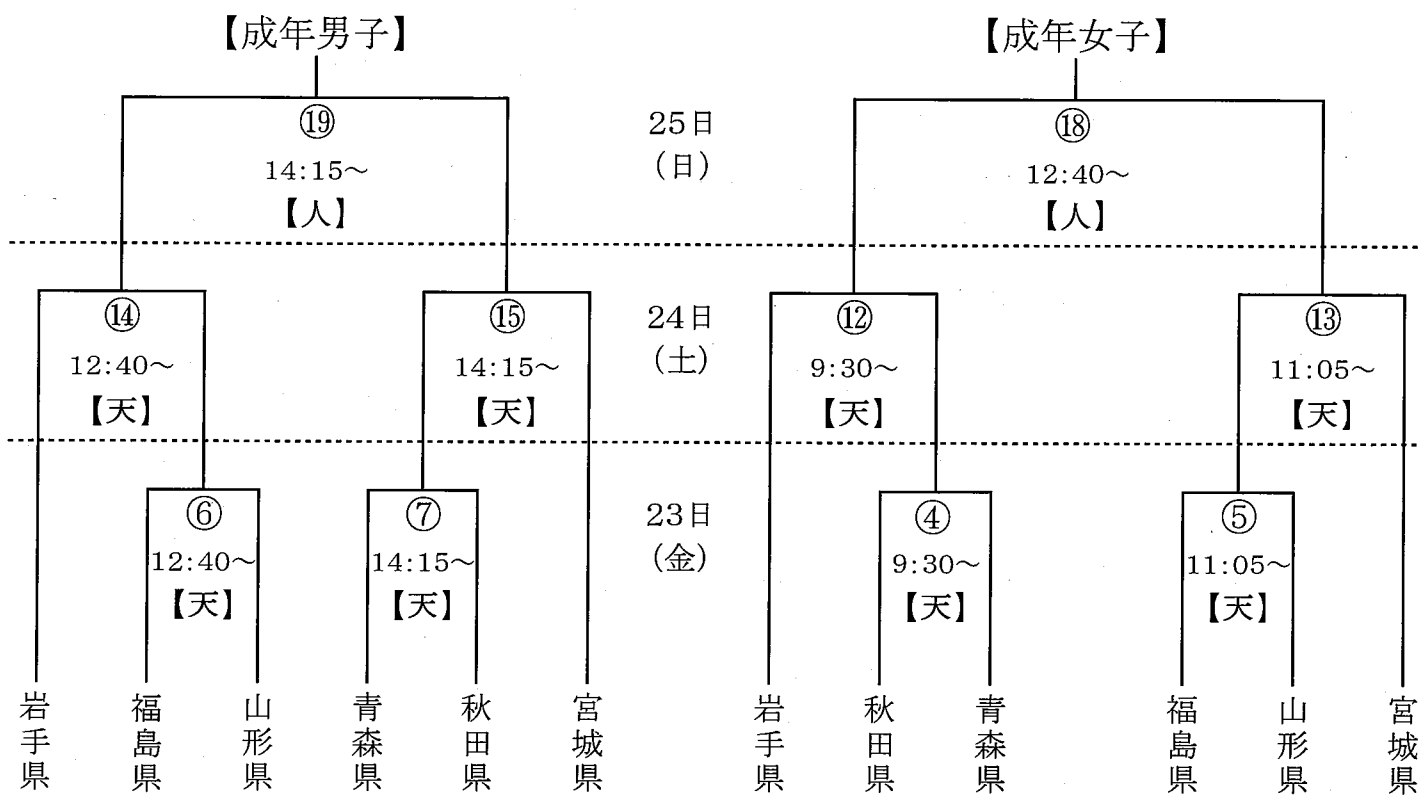 【成年男子】
⑲
14:15～
【人】
⑭
12:40～
【天】
⑮
14:15～
【天】
⑥
12:40～
【天】
⑦
14:15～
【天】
岩手県
福島県
山形県
青森県
秋田県
宮城県
25日
(日)
24日
(土)
23日
(金)
【成年女子】
⑱
12:40～
【人】
⑫
9:30～
【天】
⑬
11:05～
【天】
④
9:30～
【天】
⑤
11:05～
【天】
岩手県
秋田県
青森県
福島県
山形県
宮城県